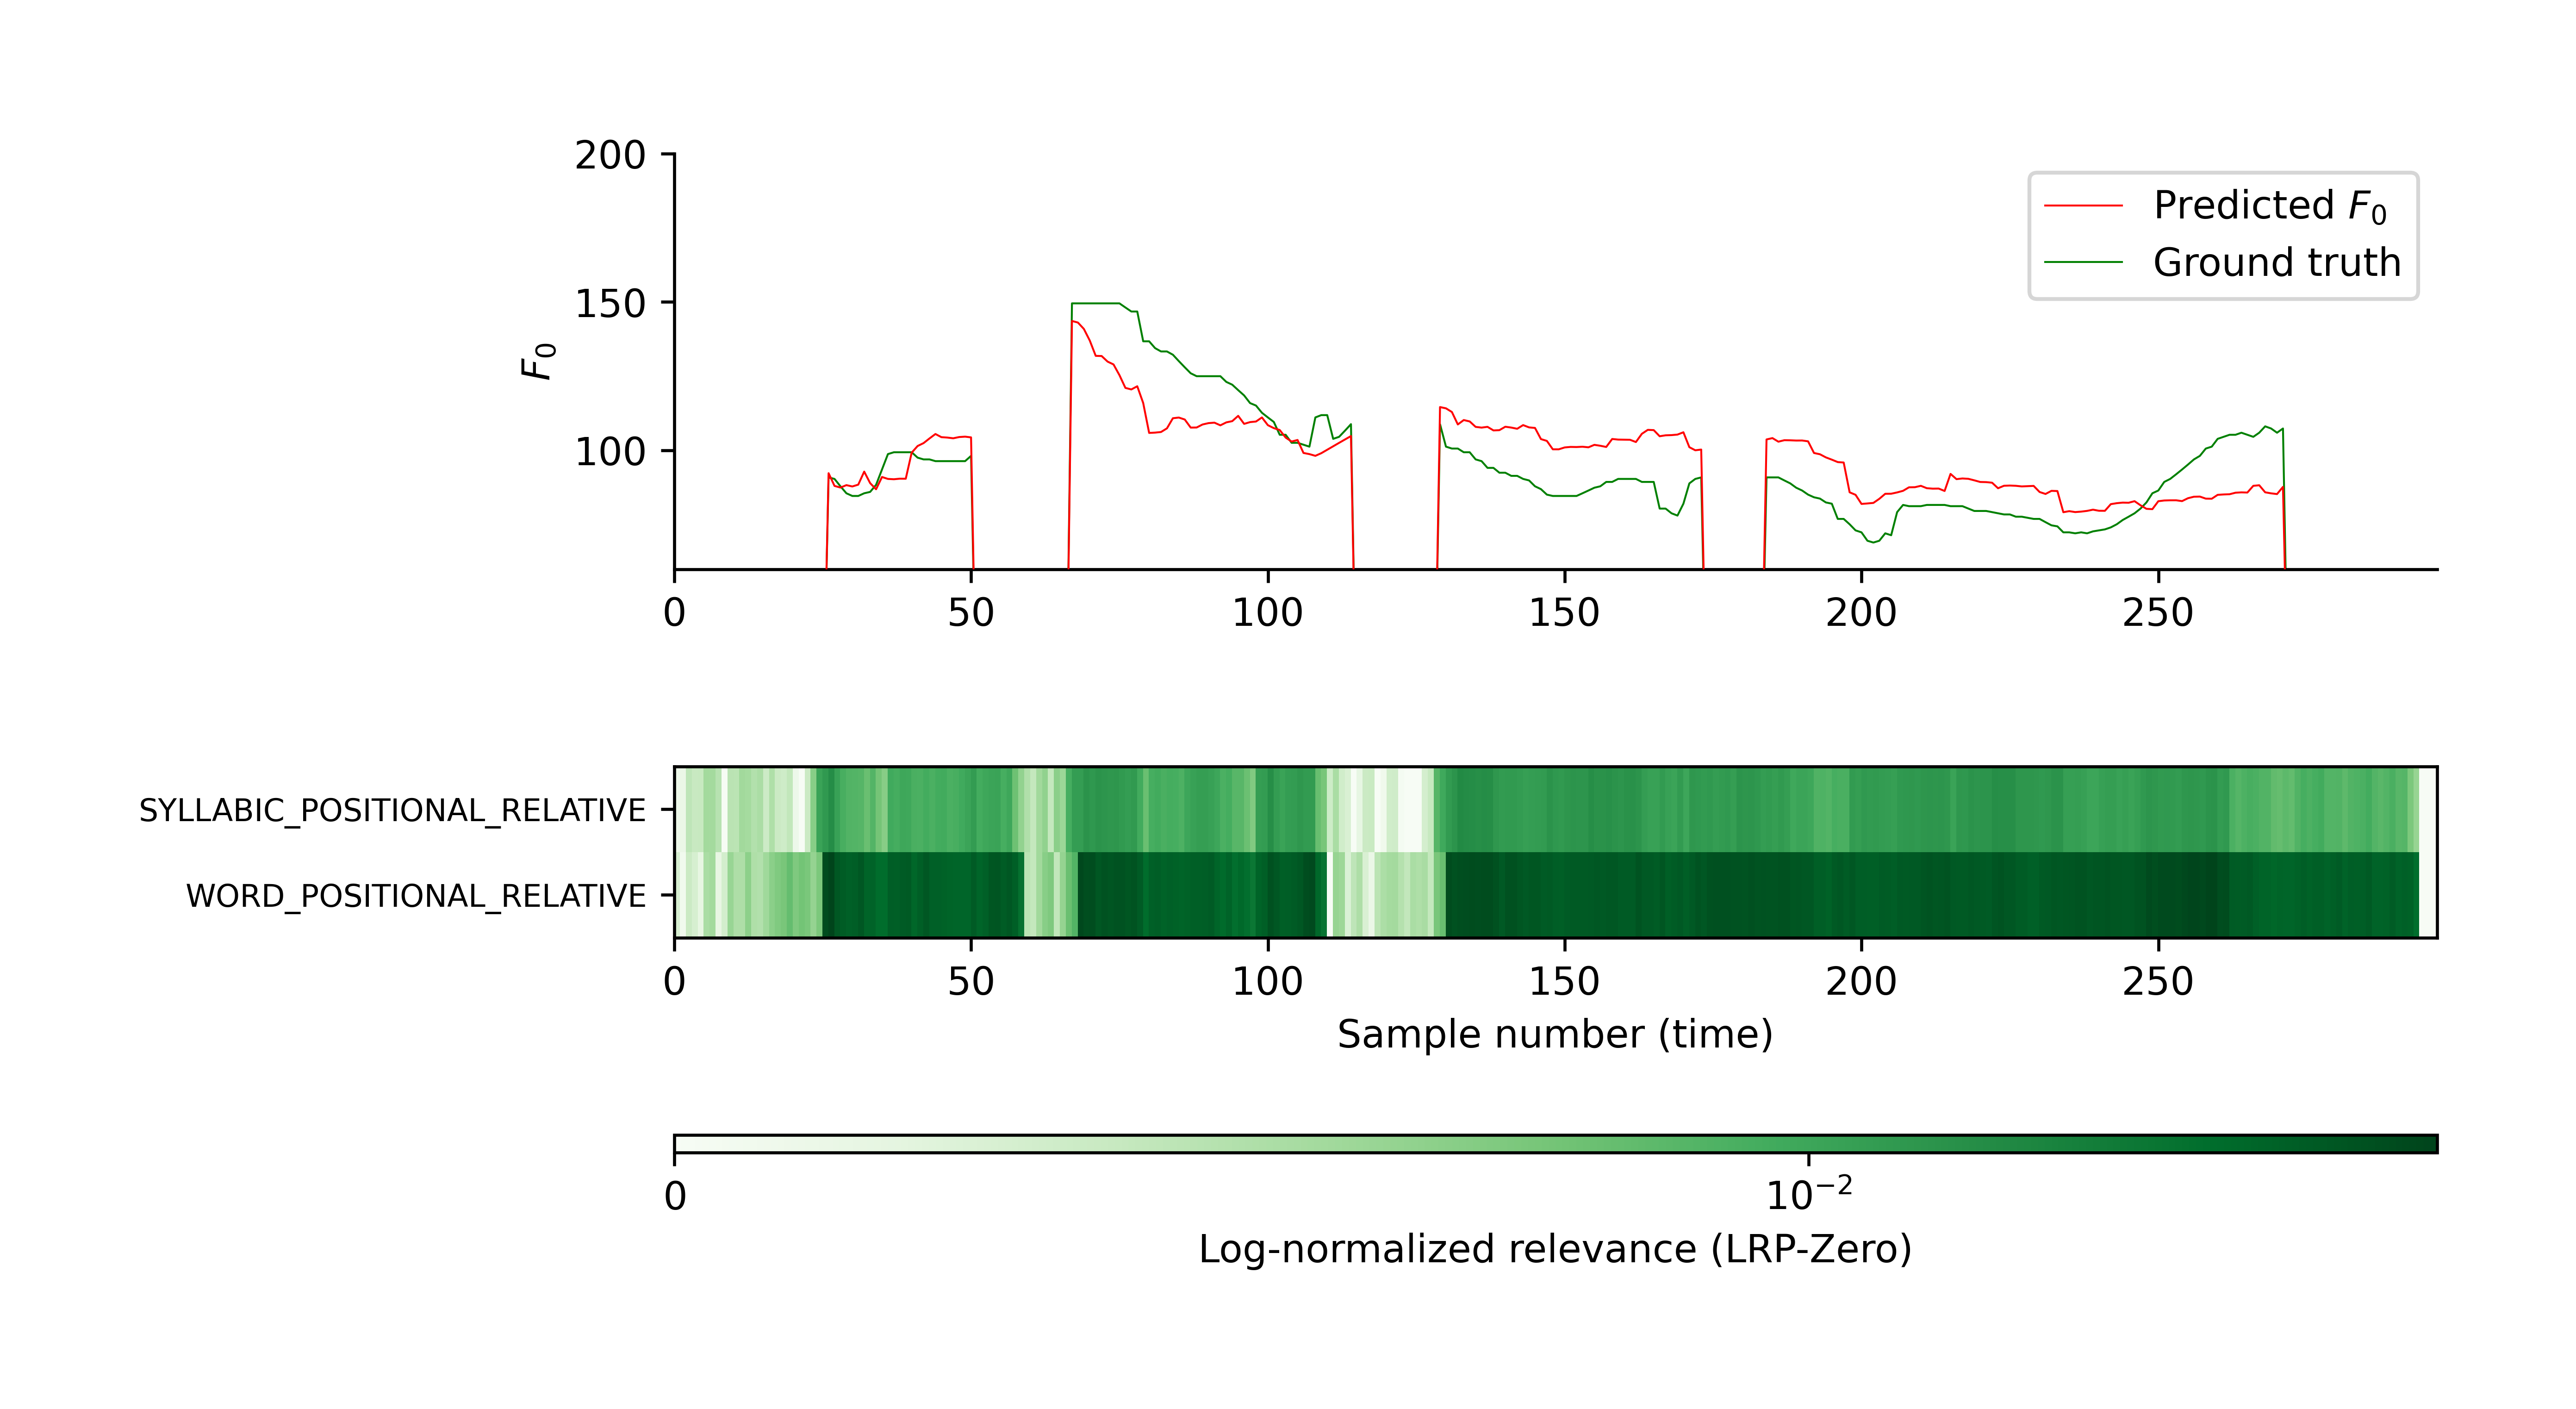 200
150
100
F₀
Predicted F₀
Ground truth
0 50 100 150 200 250
SYLLABIC_POSITIONAL_RELATIVE
WORD_POSITIONAL_RELATIVE
0 50 100 150 200 250
Sample number (time)
0 10⁻²
Log-normalized relevance (LRP-Zero)